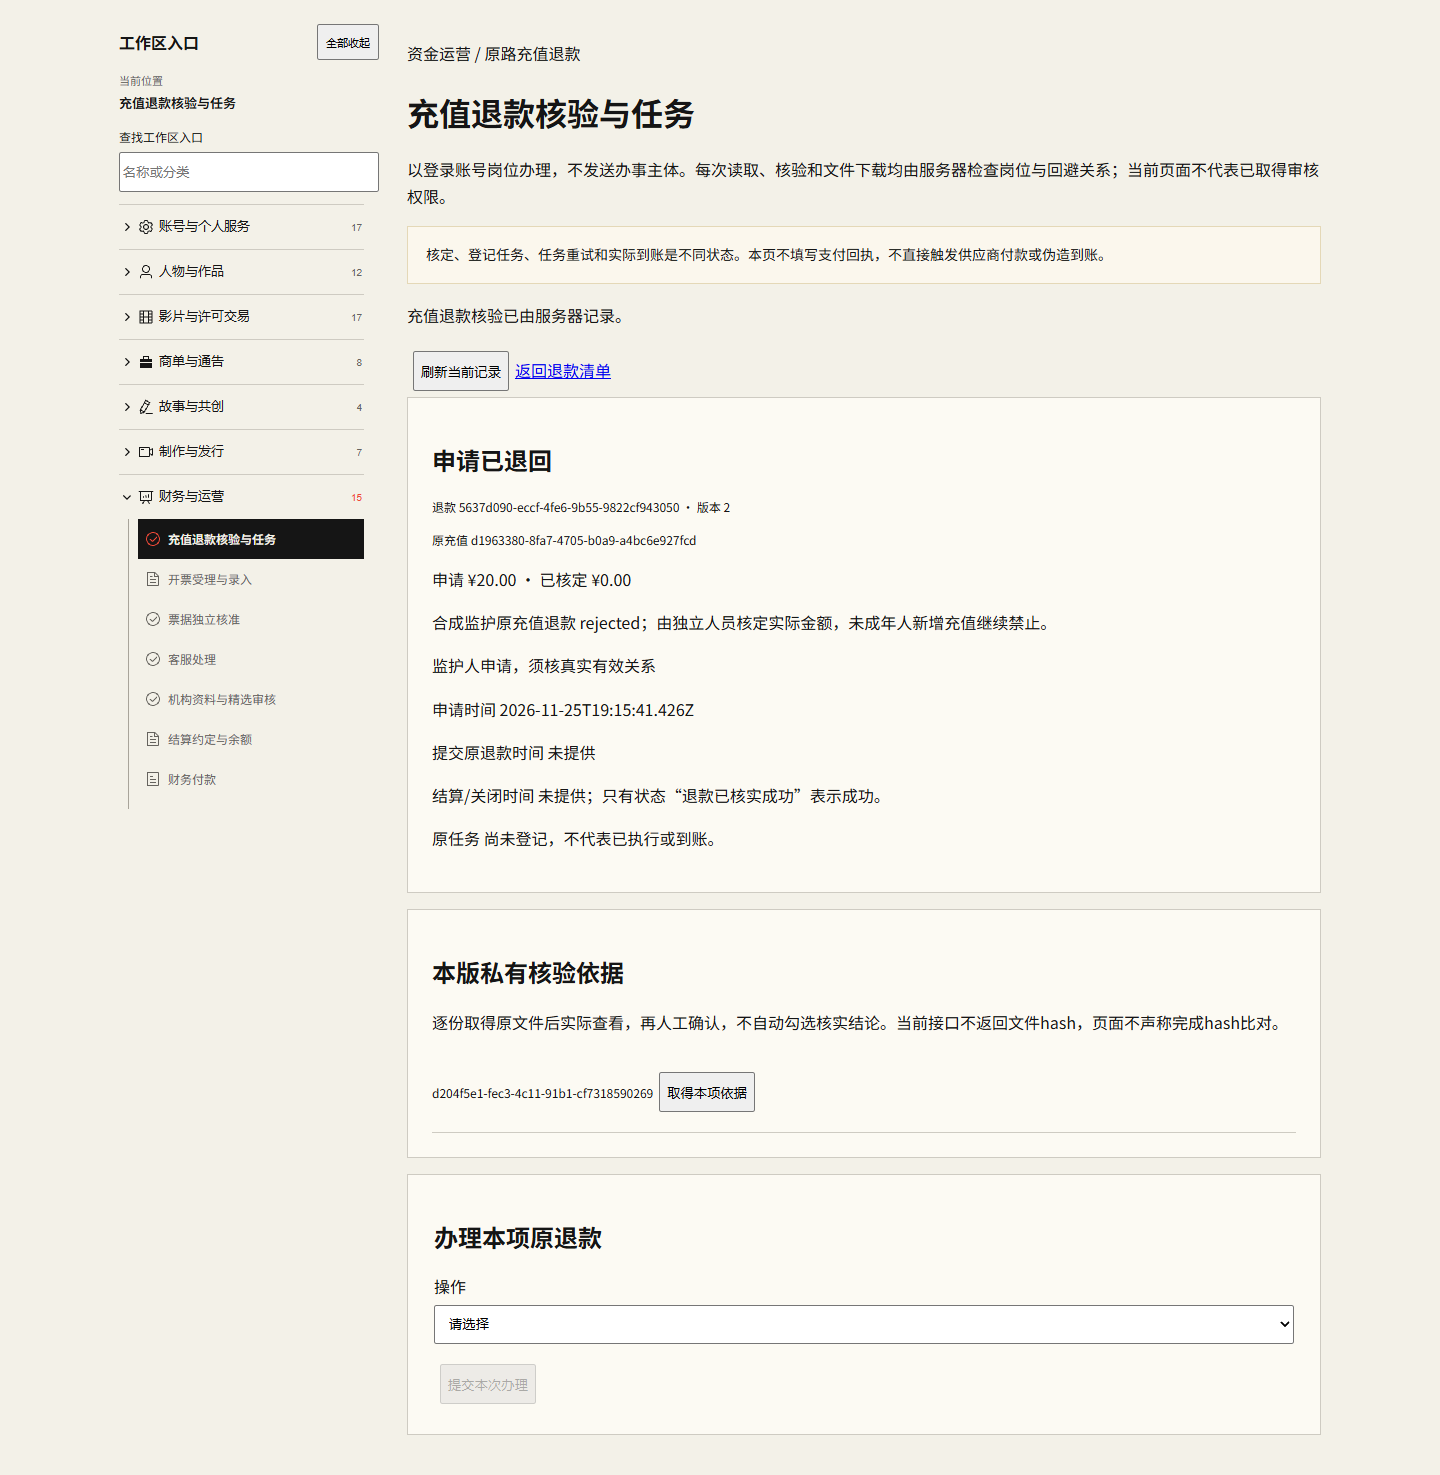 工作区入口
全部收起
当前位置
充值退款核验与任务
查找工作区入口
名称或分类
账号与个人服务 17
人物与作品 12
影片与许可交易 17
商单与通告 8
故事与共创 4
制作与发行 7
财务与运营 15
充值退款核验与任务
开票受理与录入
票据独立核准
客服处理
机构资料与精选审核
结算约定与余额
财务付款
资金运营 / 原路充值退款
充值退款核验与任务
以登录账号岗位办理，不发送办事主体。每次读取、核验和文件下载均由服务器检查岗位与回避关系；当前页面不代表已取得审核
权限。
核定、登记任务、任务重试和实际到账是不同状态。本页不填写支付回执，不直接触发供应商付款或伪造到账。
充值退款核验已由服务器记录。
刷新当前记录 返回退款清单
申请已退回
退款 5637d090-eccf-4fe6-9b55-9822cf943050 · 版本 2
原充值 d1963380-8fa7-4705-b0a9-a4bc6e927fcd
申请 ¥20.00 · 已核定 ¥0.00
合成监护原充值退款 rejected；由独立人员核定实际金额，未成年人新增充值继续禁止。
监护人申请，须核真实有效关系
申请时间 2026-11-25T19:15:41.426Z
提交原退款时间 未提供
结算/关闭时间 未提供；只有状态“退款已核实成功”表示成功。
原任务 尚未登记，不代表已执行或到账。
本版私有核验依据
逐份取得原文件后实际查看，再人工确认，不自动勾选核实结论。当前接口不返回文件hash，页面不声称完成hash比对。
d204f5e1-fec3-4c11-91b1-cf7318590269 取得本项依据
办理本项原退款
操作
请选择
提交本次办理